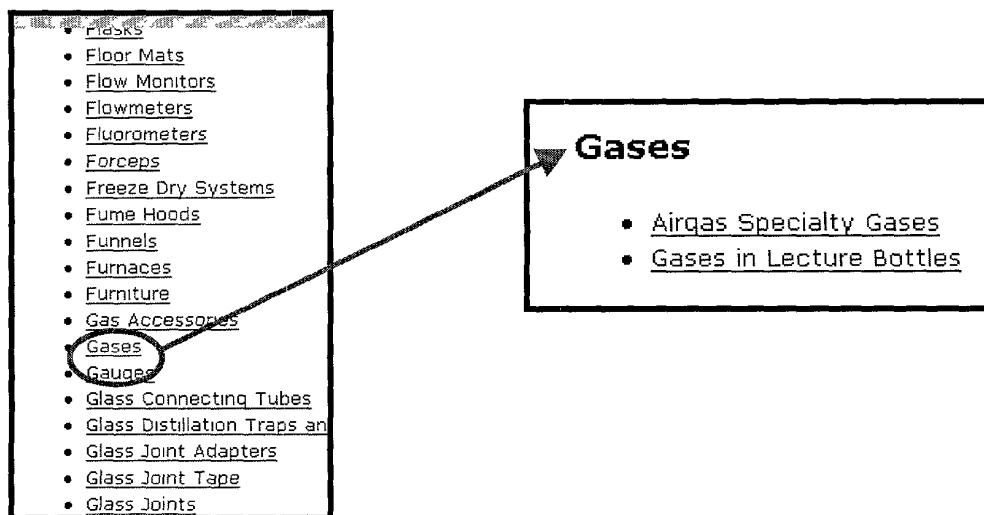 Flasks
Floor Mats
Flow Monitors
Flowmeters
Fluorometers
Forceps
Freeze Dry Systems
Fume Hoods
Funnels
Furnaces
Furniture
Gas Accessories
Gases
Gauges
Glass Connecting Tubes
Glass Distillation Traps an
Glass Joint Adapters
Glass Joint Tape
Glass Joints
Gases
Airgas Specialty Gases
Gases in Lecture Bottles